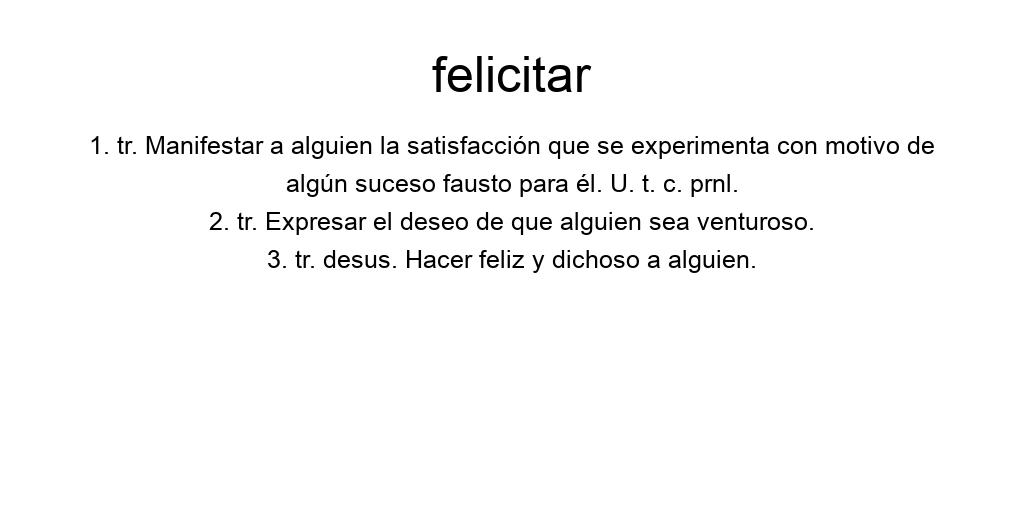 felicitar
1. tr. Manifestar a alguien la satisfacción que se experimenta con motivo de
algún suceso fausto para él. U. t. c. prnl.
2. tr. Expresar el deseo de que alguien sea venturoso.
3. tr. desus. Hacer feliz y dichoso a alguien.